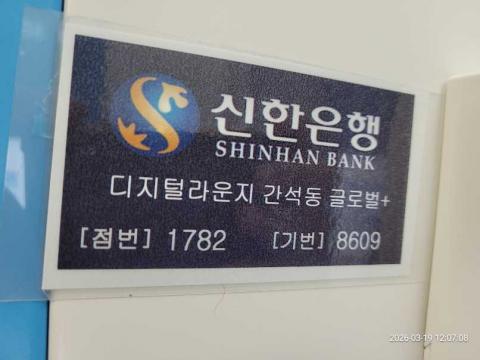 신한은행
SHINHAN BANK
디지털라운지 간석동 글로벌+
[점번] 1782 [기번] 8609
2026-03-19 12:07:08